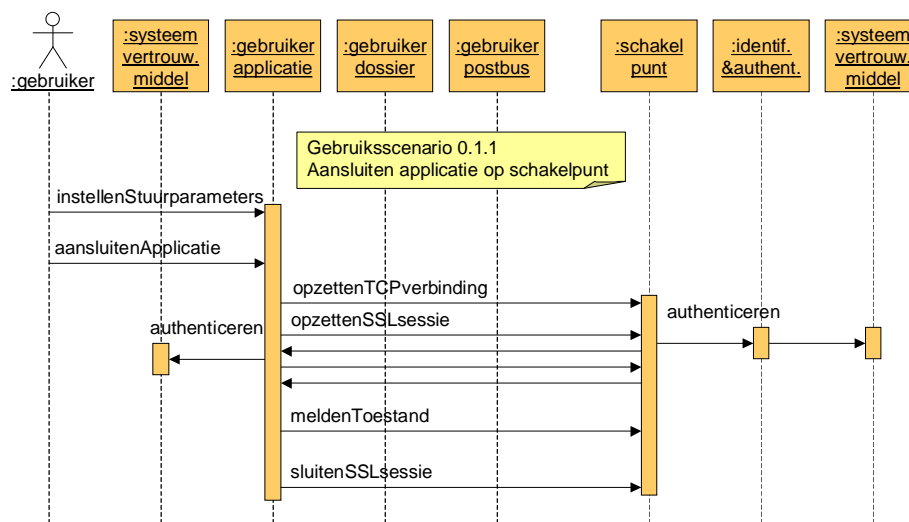 :gebruiker
:systeem
vertrouw.
middel
:gebruiker
applicatie
:gebruiker
dossier
:gebruiker
postbus
:schakel
punt
:identif.
&authent.
:systeem
vertrouw.
middel
Gebruiksscenario 0.1.1
Aansluiten applicatie op schakelpunt
instellenStuurparameters
aansluitenApplicatie
opzettenTCPverbinding
authenticeren
opzettenSSLsessie
authenticeren
meldenToestand
sluitenSSLsessie